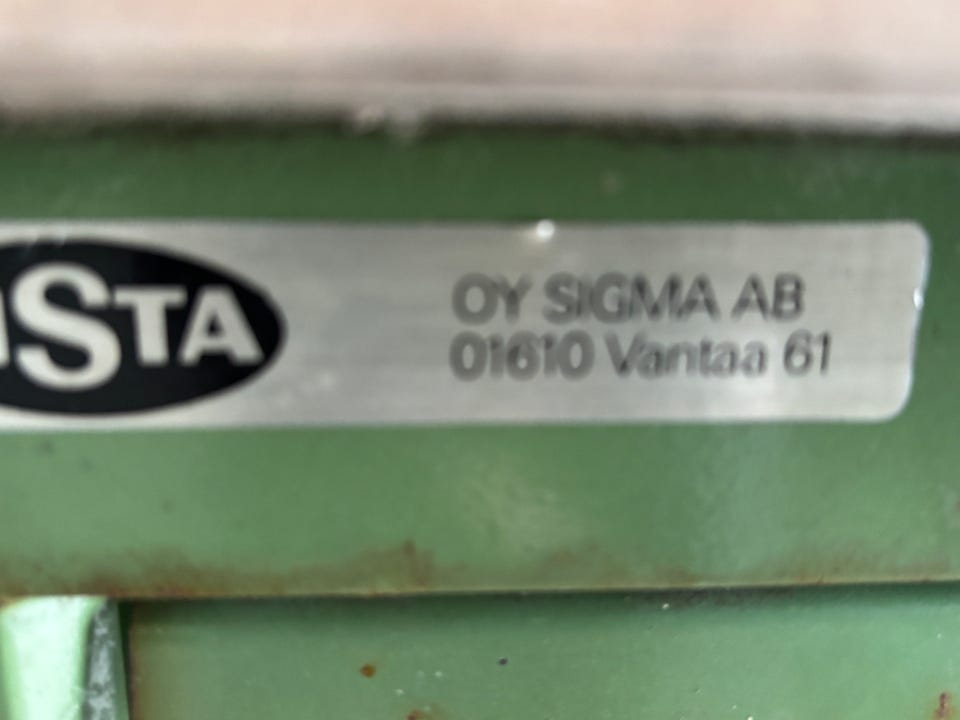 OY SIGMA AB
01610 Vantaa 61